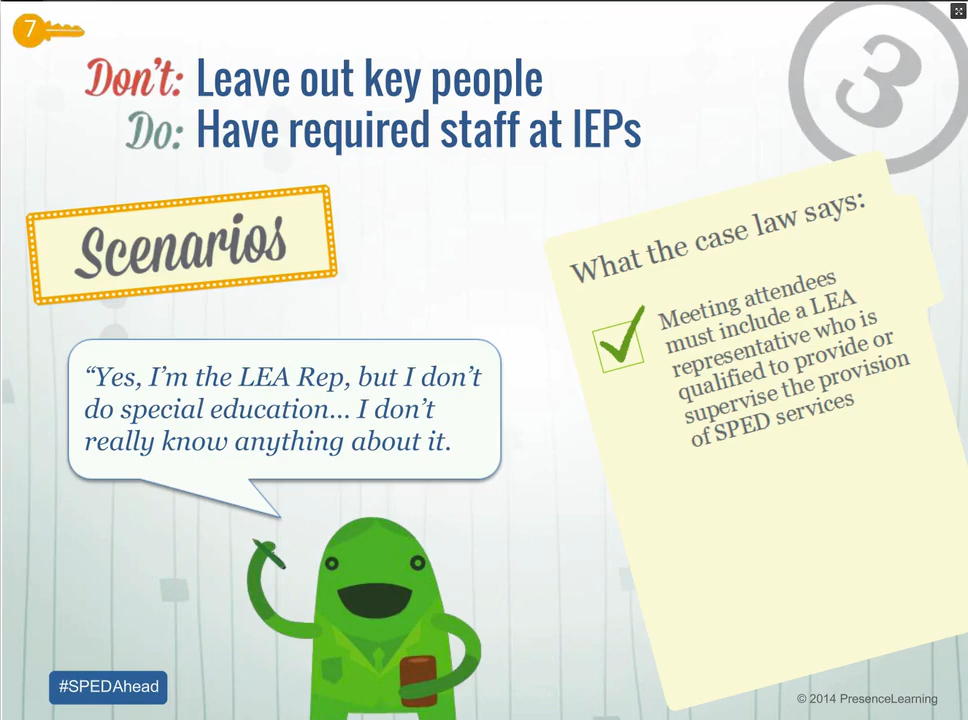 7
3
Don't: Leave out key people
Do: Have required staff at IEPs
Scenarios
“Yes, I’m the LEA Rep, but I don’t
do special education... I don’t
really know anything about it.
What the case law says:
Meeting attendees
must include a LEA
representative who is
qualified to provide or
supervise the provision
of SPED services
#SPEDAhead
© 2014 PresenceLearning